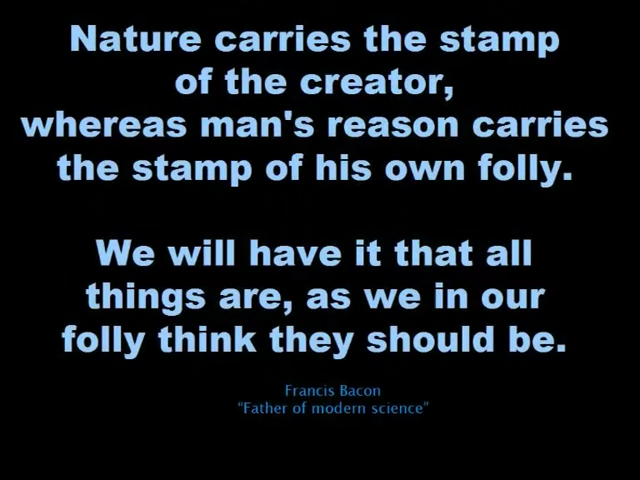 Nature carries the stamp
of the creator,
whereas man's reason carries
the stamp of his own folly.
We will have it that all
things are, as we in our
folly think they should be.
Francis Bacon
“Father of modern science”